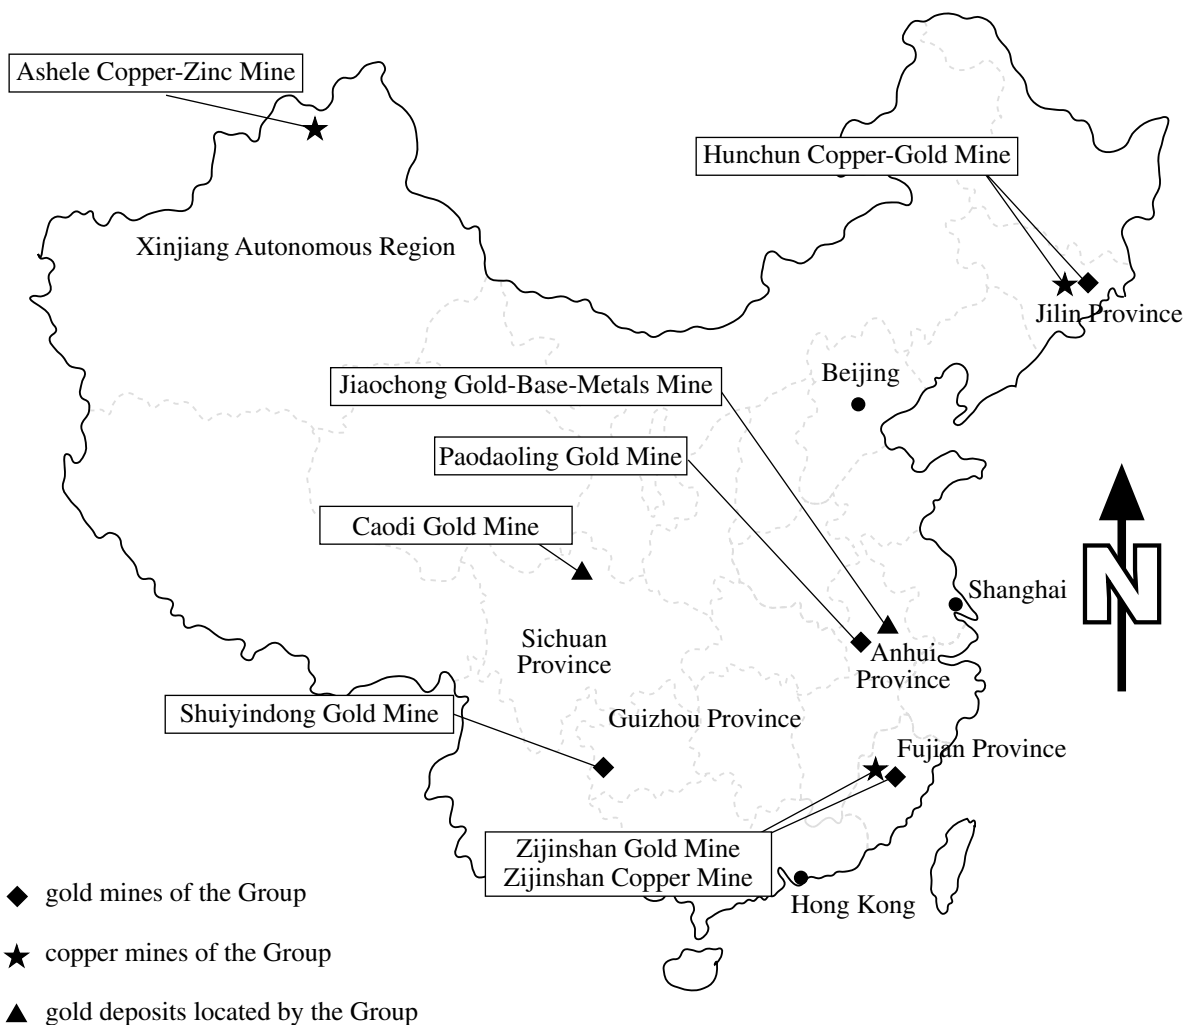 Ashele Copper-Zinc Mine
Hunchun Copper-Gold Mine
Xinjiang Autonomous Region
Jilin Province
Beijing
Jiaochong Gold-Base-Metals Mine
Paodaoling Gold Mine
Caodi Gold Mine
N
Shanghai
Sichuan
Province
Anhui
Province
Shuiyindong Gold Mine
Guizhou Province
Fujian Province
Zijinshan Gold Mine
Zijinshan Copper Mine
Hong Kong
gold mines of the Group
copper mines of the Group
gold deposits located by the Group